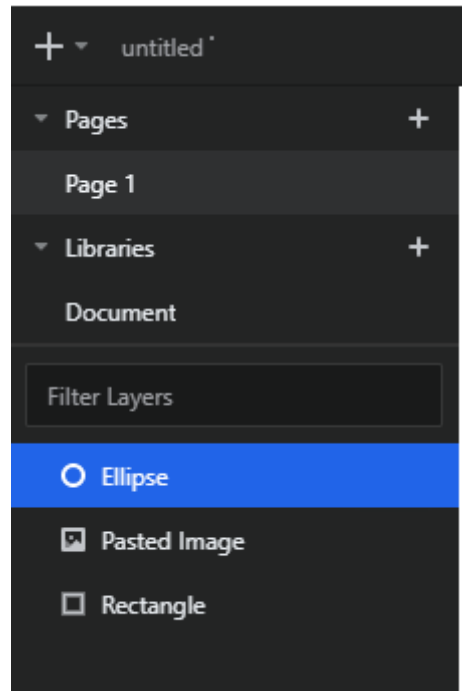 untitled*
Pages
Page 1
Libraries
Document
Filter Layers
Ellipse
Pasted Image
Rectangle